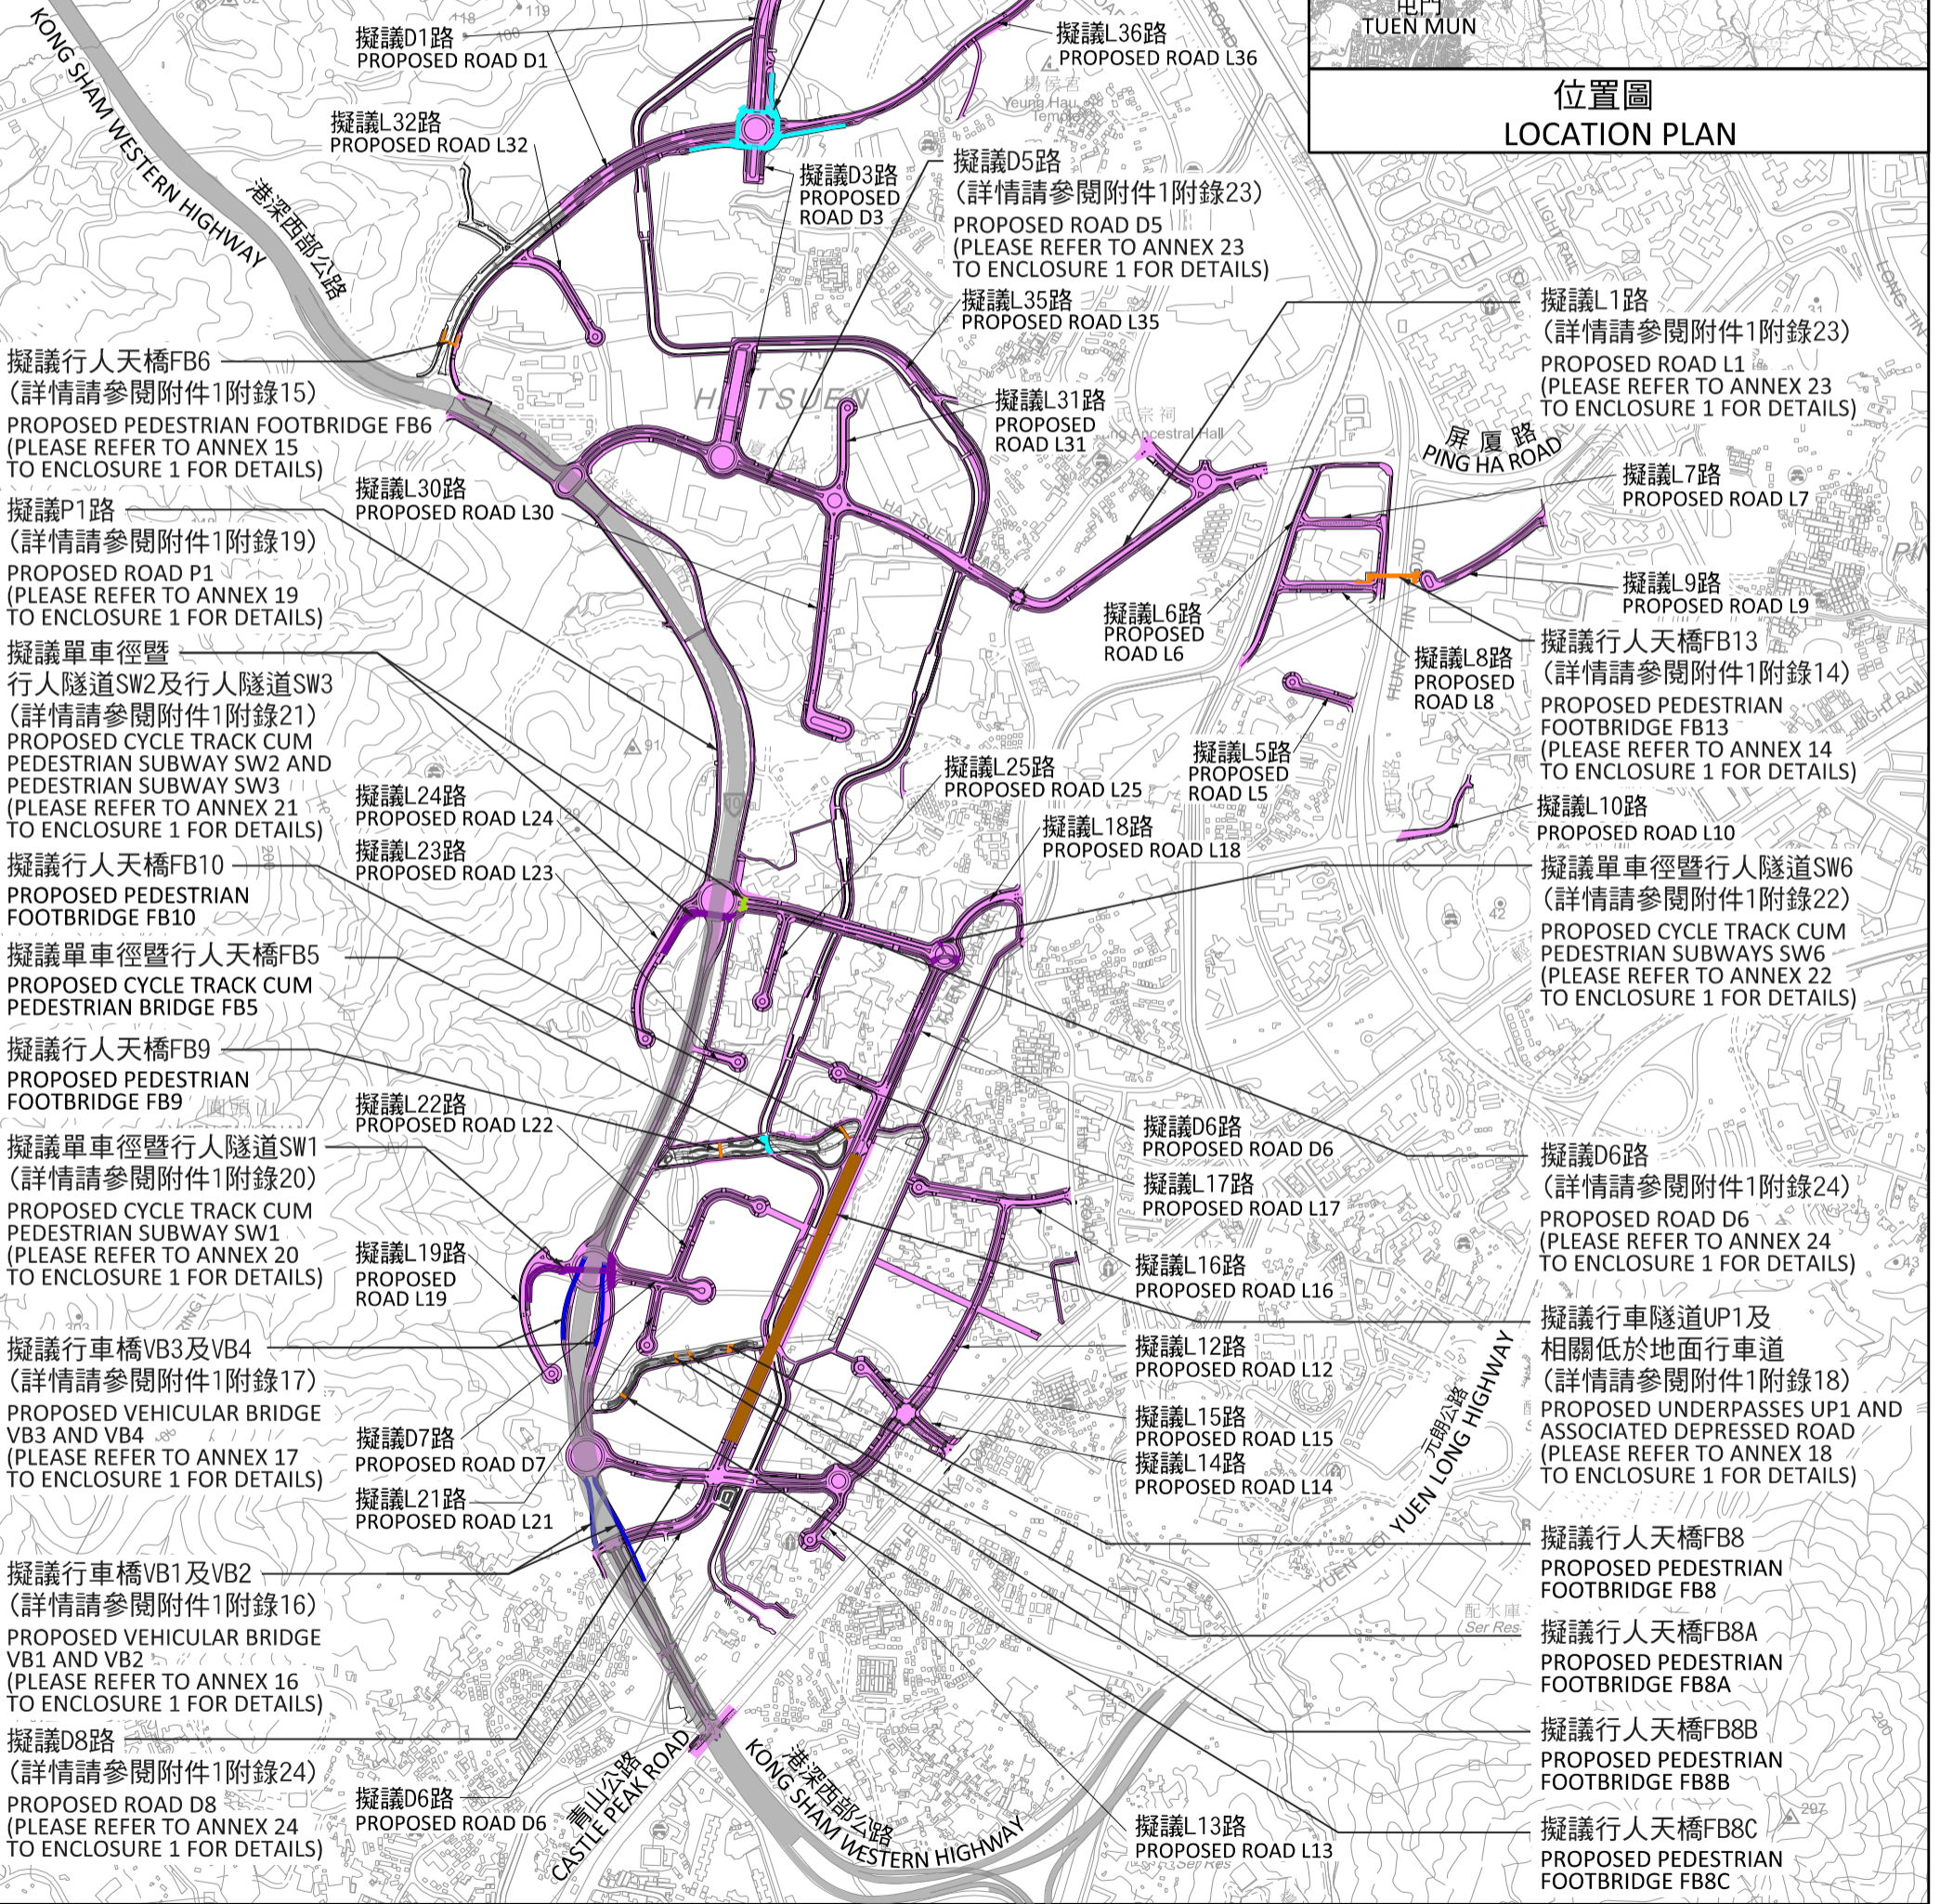 屯門
TUEN MUN
位置圖
LOCATION PLAN
擬議D1路
PROPOSED ROAD D1
擬議L36路
PROPOSED ROAD L36
擬議L32路
PROPOSED ROAD L32
擬議D3路
PROPOSED
ROAD D3
擬議D5路
(詳情請參閱附件1附錄23)
PROPOSED ROAD D5
(PLEASE REFER TO ANNEX 23
TO ENCLOSURE 1 FOR DETAILS)
擬議L35路
PROPOSED ROAD L35
擬議L1路
(詳情請參閱附件1附錄23)
PROPOSED ROAD L1
(PLEASE REFER TO ANNEX 23
TO ENCLOSURE 1 FOR DETAILS)
KONG SHAM WESTERN HIGHWAY
港深西部公路
楊侯宮
Yeung Hau
Temple
118
119
100
擬議行人天橋FB6
(詳情請參閱附件1附錄15)
PROPOSED PEDESTRIAN FOOTBRIDGE FB6
(PLEASE REFER TO ANNEX 15
TO ENCLOSURE 1 FOR DETAILS)
HA TSUEN
擬議L31路
PROPOSED
ROAD L31
氏宗祠
Ancestral Hall
屏厦路
PING HA ROAD
擬議L7路
PROPOSED ROAD L7
擬議L30路
PROPOSED ROAD L30
擬議P1路
(詳情請參閱附件1附錄19)
PROPOSED ROAD P1
(PLEASE REFER TO ANNEX 19
TO ENCLOSURE 1 FOR DETAILS)
HA TSUEN ROAD
擬議L9路
PROPOSED ROAD L9
擬議L6路
PROPOSED
ROAD L6
擬議L8路
PROPOSED
ROAD L8
擬議行人天橋FB13
(詳情請參閱附件1附錄14)
PROPOSED PEDESTRIAN
FOOTBRIDGE FB13
(PLEASE REFER TO ANNEX 14
TO ENCLOSURE 1 FOR DETAILS)
擬議單車徑暨
行人隧道SW2及行人隧道SW3
(詳情請參閱附件1附錄21)
PROPOSED CYCLE TRACK CUM
PEDESTRIAN SUBWAY SW2 AND
PEDESTRIAN SUBWAY SW3
(PLEASE REFER TO ANNEX 21
TO ENCLOSURE 1 FOR DETAILS)
91
擬議L5路
PROPOSED
ROAD L5
擬議L25路
PROPOSED ROAD L25
擬議L24路
PROPOSED ROAD L24
擬議L10路
PROPOSED ROAD L10
擬議L18路
PROPOSED ROAD L18
擬議L23路
PROPOSED ROAD L23
擬議行人天橋FB10
PROPOSED PEDESTRIAN
FOOTBRIDGE FB10
擬議單車徑暨行人隧道SW6
(詳情請參閱附件1附錄22)
PROPOSED CYCLE TRACK CUM
PEDESTRIAN SUBWAYS SW6
(PLEASE REFER TO ANNEX 22
TO ENCLOSURE 1 FOR DETAILS)
42
擬議單車徑暨行人天橋FB5
PROPOSED CYCLE TRACK CUM
PEDESTRIAN BRIDGE FB5
擬議行人天橋FB9
PROPOSED PEDESTRIAN
FOOTBRIDGE FB9
擬議L22路
PROPOSED ROAD L22
擬議D6路
PROPOSED ROAD D6
擬議L17路
PROPOSED ROAD L17
擬議D6路
(詳情請參閱附件1附錄24)
PROPOSED ROAD D6
(PLEASE REFER TO ANNEX 24
TO ENCLOSURE 1 FOR DETAILS)
擬議單車徑暨行人隧道SW1
(詳情請參閱附件1附錄20)
PROPOSED CYCLE TRACK CUM
PEDESTRIAN SUBWAY SW1
(PLEASE REFER TO ANNEX 20
TO ENCLOSURE 1 FOR DETAILS)
擬議L19路
PROPOSED
ROAD L19
擬議L16路
PROPOSED ROAD L16
擬議行車隧道UP1及
相關低於地面行車道
(詳情請參閱附件1附錄18)
PROPOSED UNDERPASSES UP1 AND
ASSOCIATED DEPRESSED ROAD
(PLEASE REFER TO ANNEX 18
TO ENCLOSURE 1 FOR DETAILS)
擬議行車橋VB3及VB4
(詳情請參閱附件1附錄17)
PROPOSED VEHICULAR BRIDGE
VB3 AND VB4
(PLEASE REFER TO ANNEX 17
TO ENCLOSURE 1 FOR DETAILS)
擬議L12路
PROPOSED ROAD L12
擬議L15路
PROPOSED ROAD L15
擬議L14路
PROPOSED ROAD L14
元朗公路
YUEN LONG HIGHWAY
擬議D7路
PROPOSED ROAD D7
擬議L21路
PROPOSED ROAD L21
擬議行車橋VB1及VB2
(詳情請參閱附件1附錄16)
PROPOSED VEHICULAR BRIDGE
VB1 AND VB2
(PLEASE REFER TO ANNEX 16
TO ENCLOSURE 1 FOR DETAILS)
擬議行人天橋FB8
PROPOSED PEDESTRIAN
FOOTBRIDGE FB8
配水庫
Ser Res
擬議行人天橋FB8A
PROPOSED PEDESTRIAN
FOOTBRIDGE FB8A
擬議行人天橋FB8B
PROPOSED PEDESTRIAN
FOOTBRIDGE FB8B
擬議D8路
(詳情請參閱附件1附錄24)
PROPOSED ROAD D8
(PLEASE REFER TO ANNEX 24
TO ENCLOSURE 1 FOR DETAILS)
擬議D6路
PROPOSED ROAD D6
青山公路
CASTLE PEAK ROAD
港深西部公路
KONG SHAM WESTERN HIGHWAY
擬議L13路
PROPOSED ROAD L13
擬議行人天橋FB8C
PROPOSED PEDESTRIAN
FOOTBRIDGE FB8C
297